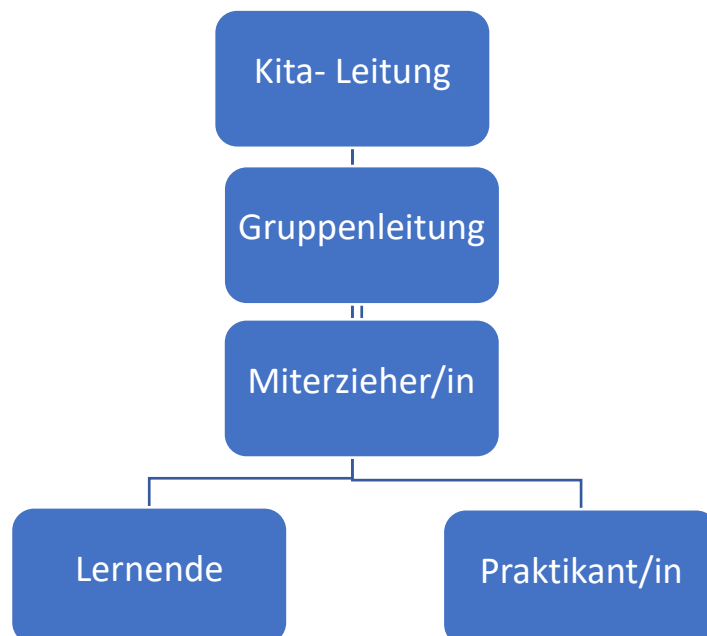 Kita- Leitung
Gruppenleitung
Miterzieher/in
Lernende
Praktikant/in